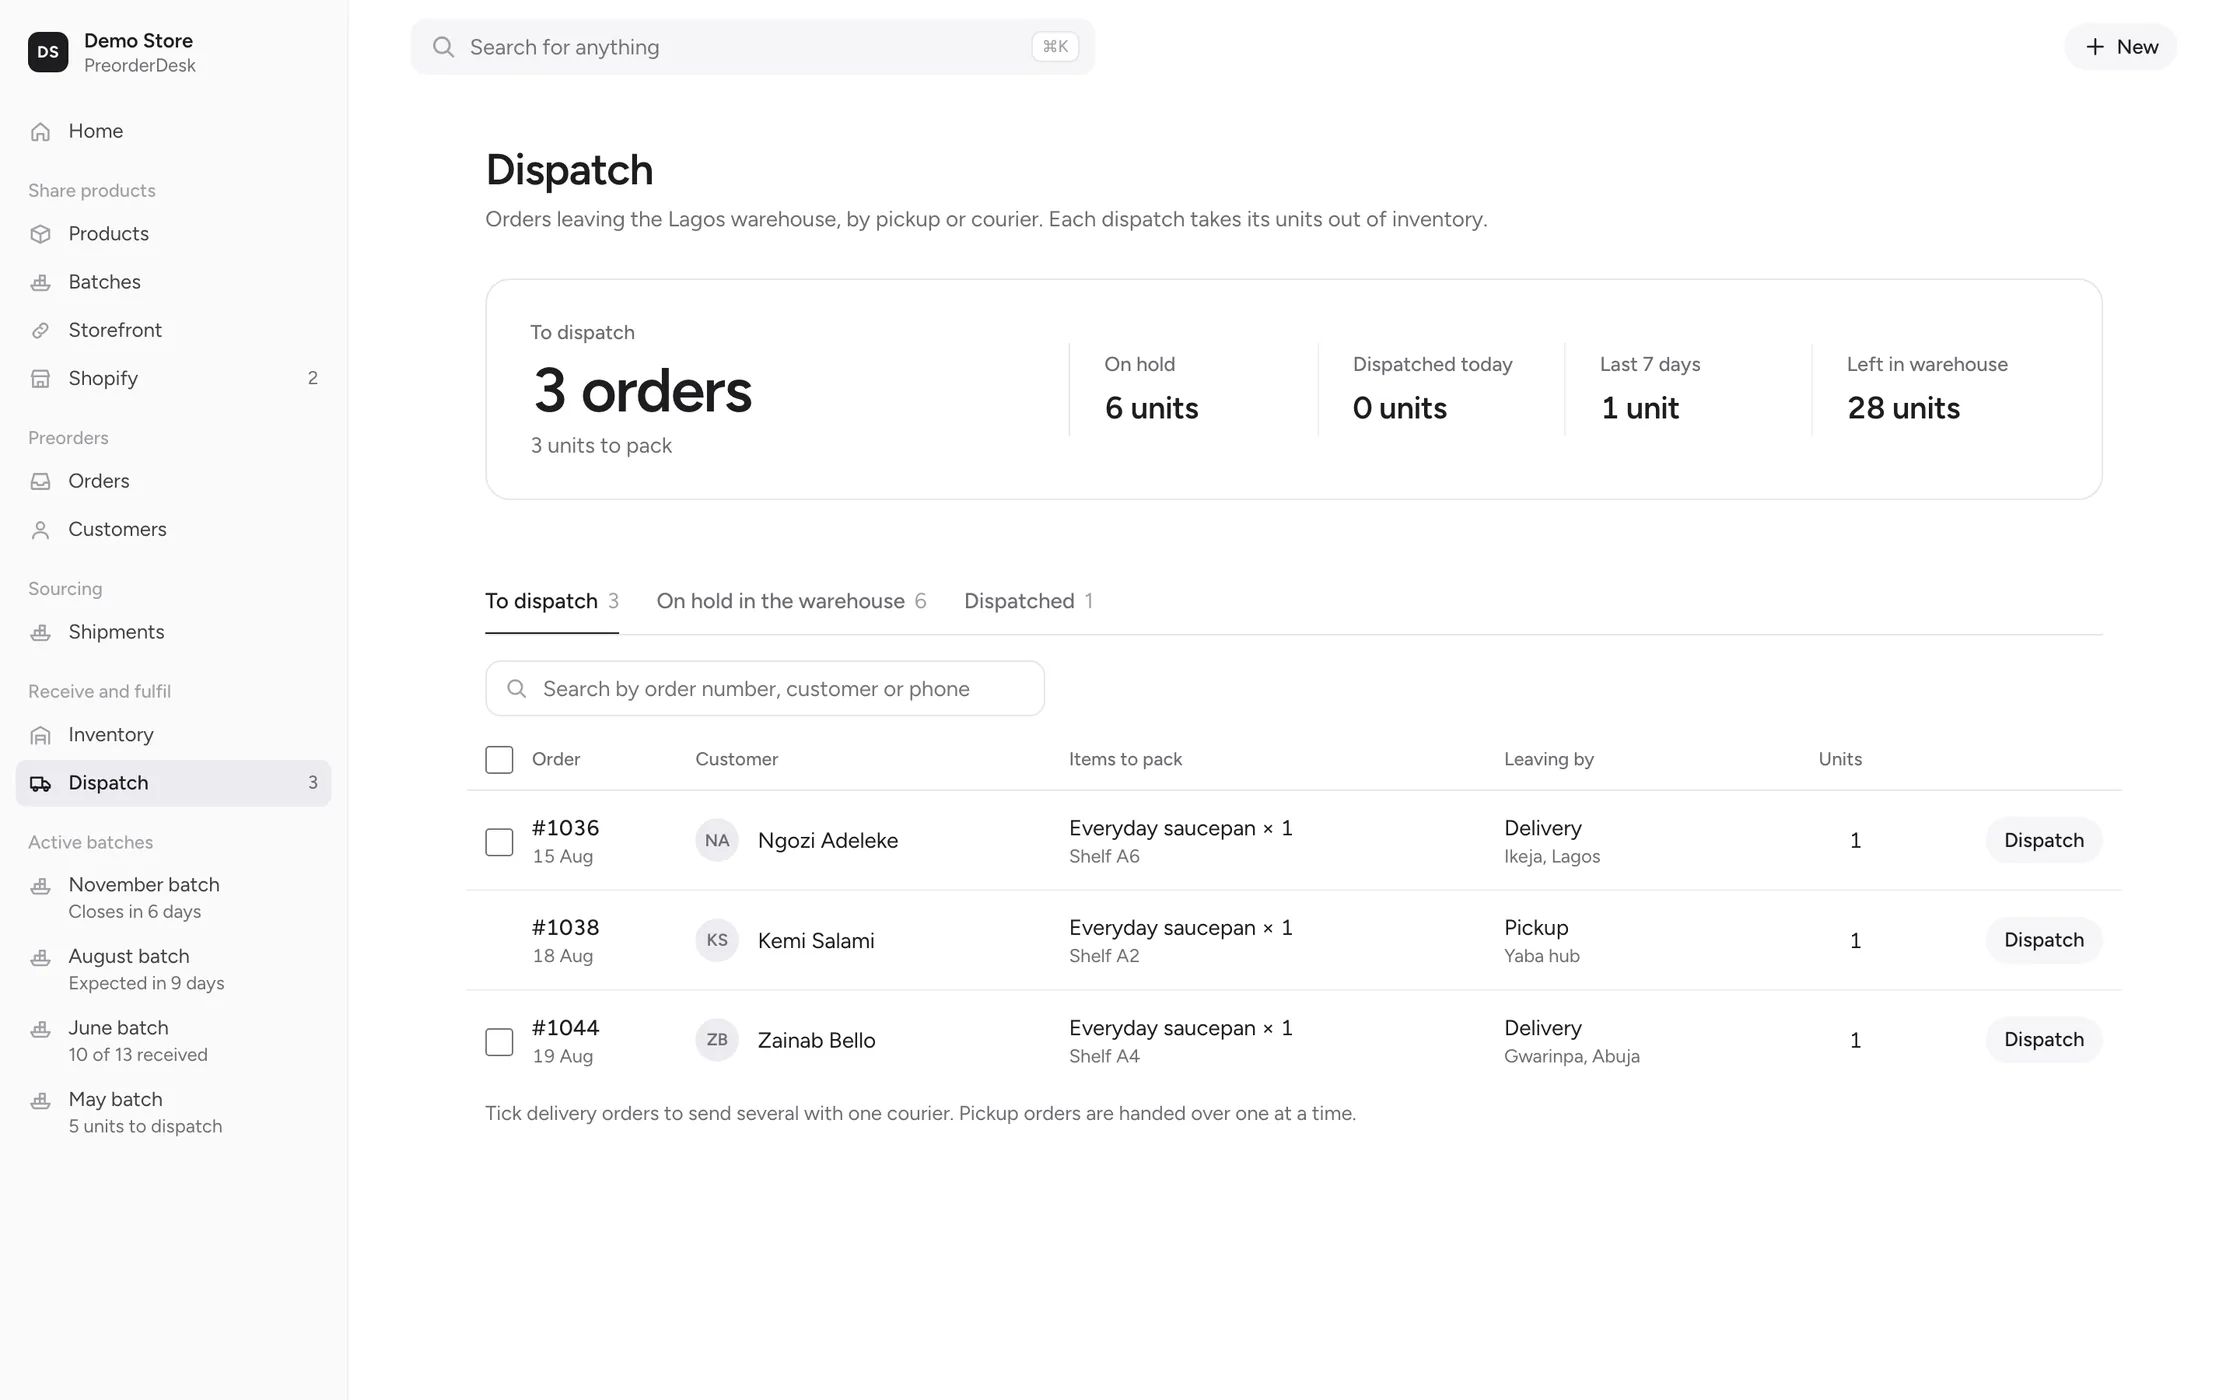 DS
Demo Store
PreorderDesk
Home
Share products
Products
Batches
Storefront
Shopify 2
Preorders
Orders
Customers
Sourcing
Shipments
Receive and fulfil
Inventory
Dispatch 3
Active batches
November batch
Closes in 6 days
August batch
Expected in 9 days
June batch
10 of 13 received
May batch
5 units to dispatch
Search for anything ⌘K
+ New
Dispatch
Orders leaving the Lagos warehouse, by pickup or courier. Each dispatch takes its units out of inventory.
To dispatch
3 orders
3 units to pack
On hold
6 units
Dispatched today
0 units
Last 7 days
1 unit
Left in warehouse
28 units
To dispatch 3 On hold in the warehouse 6 Dispatched 1
Search by order number, customer or phone
Order Customer Items to pack Leaving by Units
#1036
15 Aug
NA Ngozi Adeleke
Everyday saucepan × 1
Shelf A6
Delivery
Ikeja, Lagos
1
Dispatch
#1038
18 Aug
KS Kemi Salami
Everyday saucepan × 1
Shelf A2
Pickup
Yaba hub
1
Dispatch
#1044
19 Aug
ZB Zainab Bello
Everyday saucepan × 1
Shelf A4
Delivery
Gwarinpa, Abuja
1
Dispatch
Tick delivery orders to send several with one courier. Pickup orders are handed over one at a time.